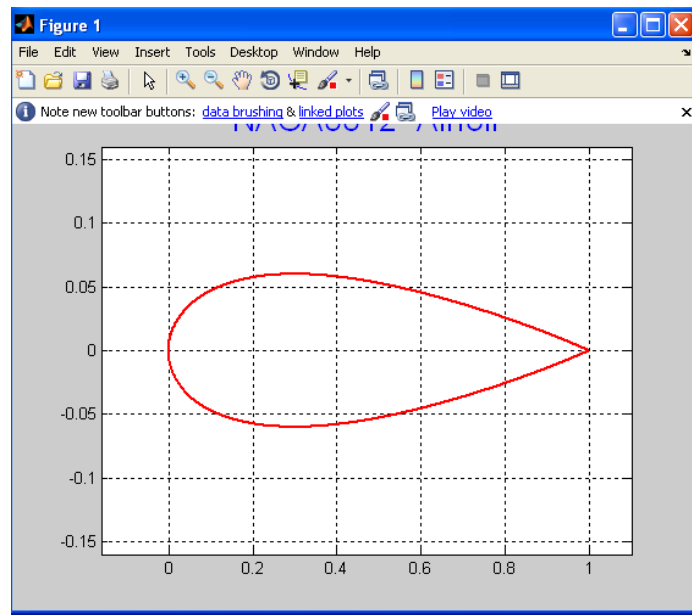 Figure 1
File Edit View Insert Tools Desktop Window Help
Note new toolbar buttons: data brushing & linked plots Play video
0.15
0.1
0.05
0
-0.05
-0.1
-0.15
0 0.2 0.4 0.6 0.8 1